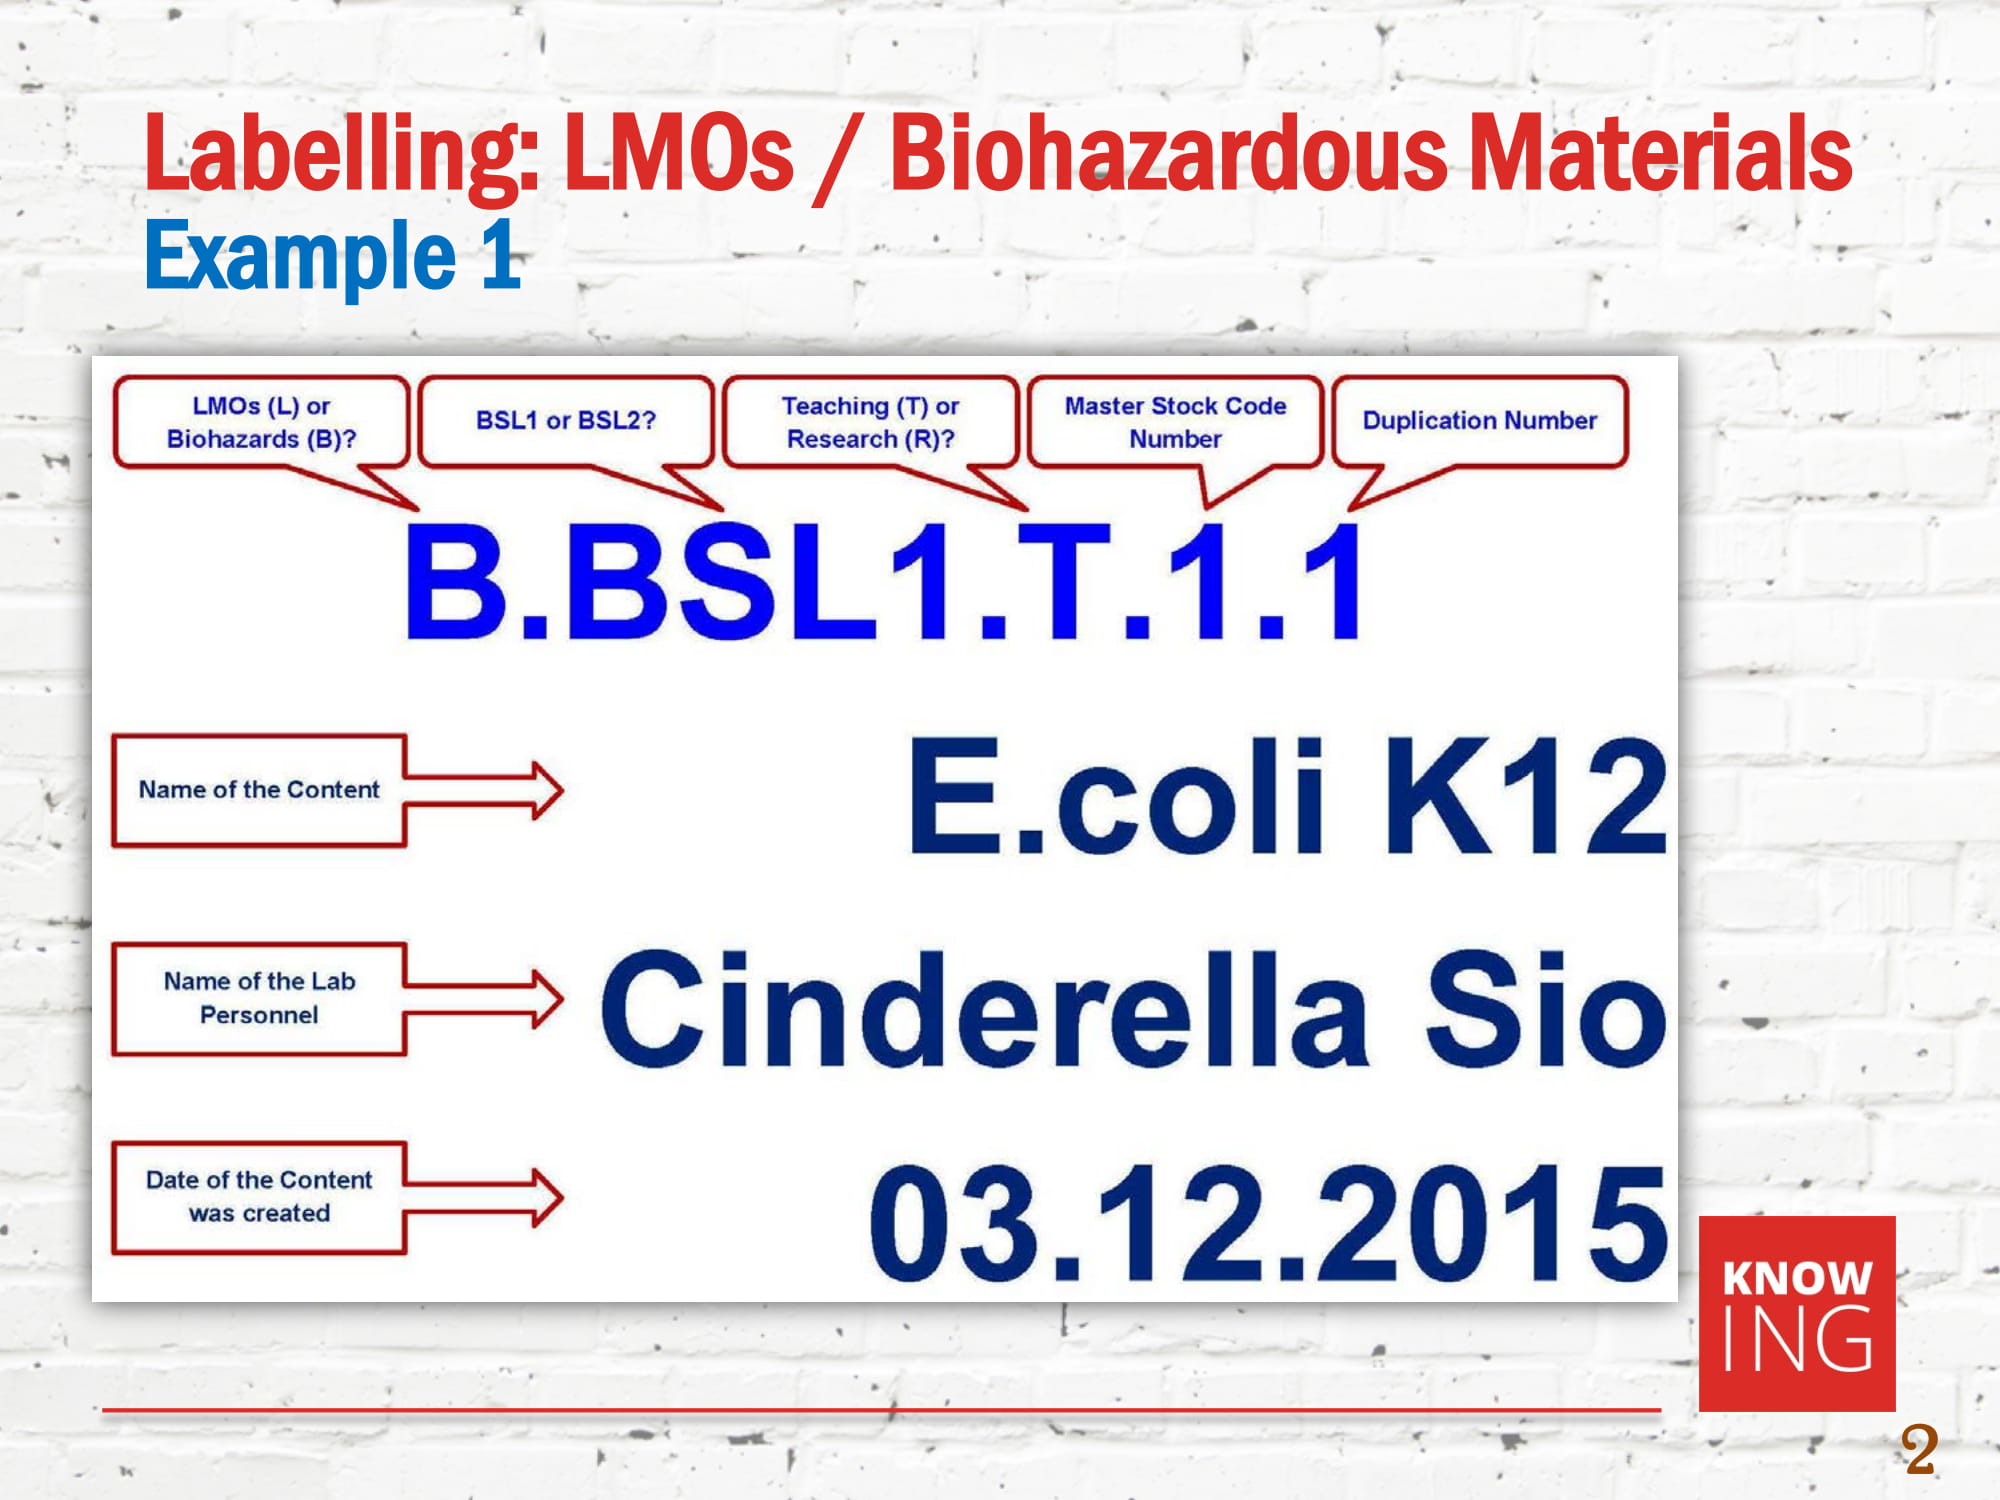 Labelling: LMOs / Biohazardous Materials
Example 1
LMOs (L) or
Biohazards (B)?
BSL1 or BSL2?
Teaching (T) or
Research (R)?
Master Stock Code
Number
Duplication Number
B.BSL1.T.1.1
Name of the Content
E.coli K12
Name of the Lab
Personnel
Cinderella Sio
Date of the Content
was created
03.12.2015
KNOW
ING
2